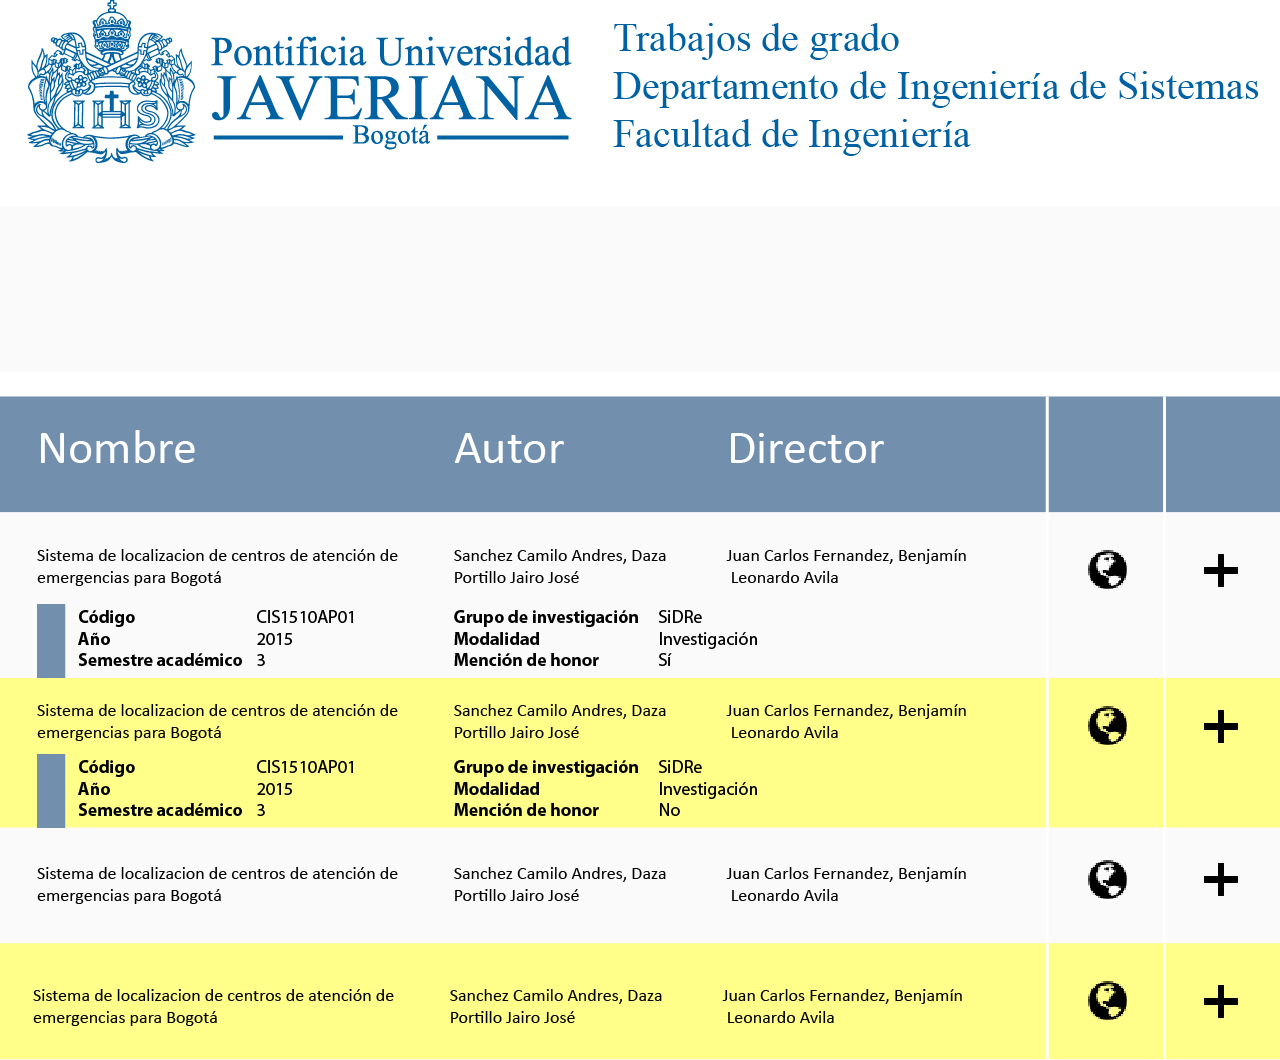 Pontificia Universidad
JAVERIANA
Bogotá
IHS
Trabajos de grado
Departamento de Ingeniería de Sistemas
Facultad de Ingeniería
Nombre Autor Director
Sistema de localizacion de centros de atención de Sanchez Camilo Andres, Daza Juan Carlos Fernandez, Benjamín
emergencias para Bogotá Portillo Jairo José Leonardo Avila
Código CIS1510AP01 Grupo de investigación SiDRe
Año 2015 Modalidad Investigación
Semestre académico 3 Mención de honor Sí
Sistema de localizacion de centros de atención de Sanchez Camilo Andres, Daza Juan Carlos Fernandez, Benjamín
emergencias para Bogotá Portillo Jairo José Leonardo Avila
Código CIS1510AP01 Grupo de investigación SiDRe
Año 2015 Modalidad Investigación
Semestre académico 3 Mención de honor No
Sistema de localizacion de centros de atención de Sanchez Camilo Andres, Daza Juan Carlos Fernandez, Benjamín
emergencias para Bogotá Portillo Jairo José Leonardo Avila
Sistema de localizacion de centros de atención de Sanchez Camilo Andres, Daza Juan Carlos Fernandez, Benjamín
emergencias para Bogotá Portillo Jairo José Leonardo Avila